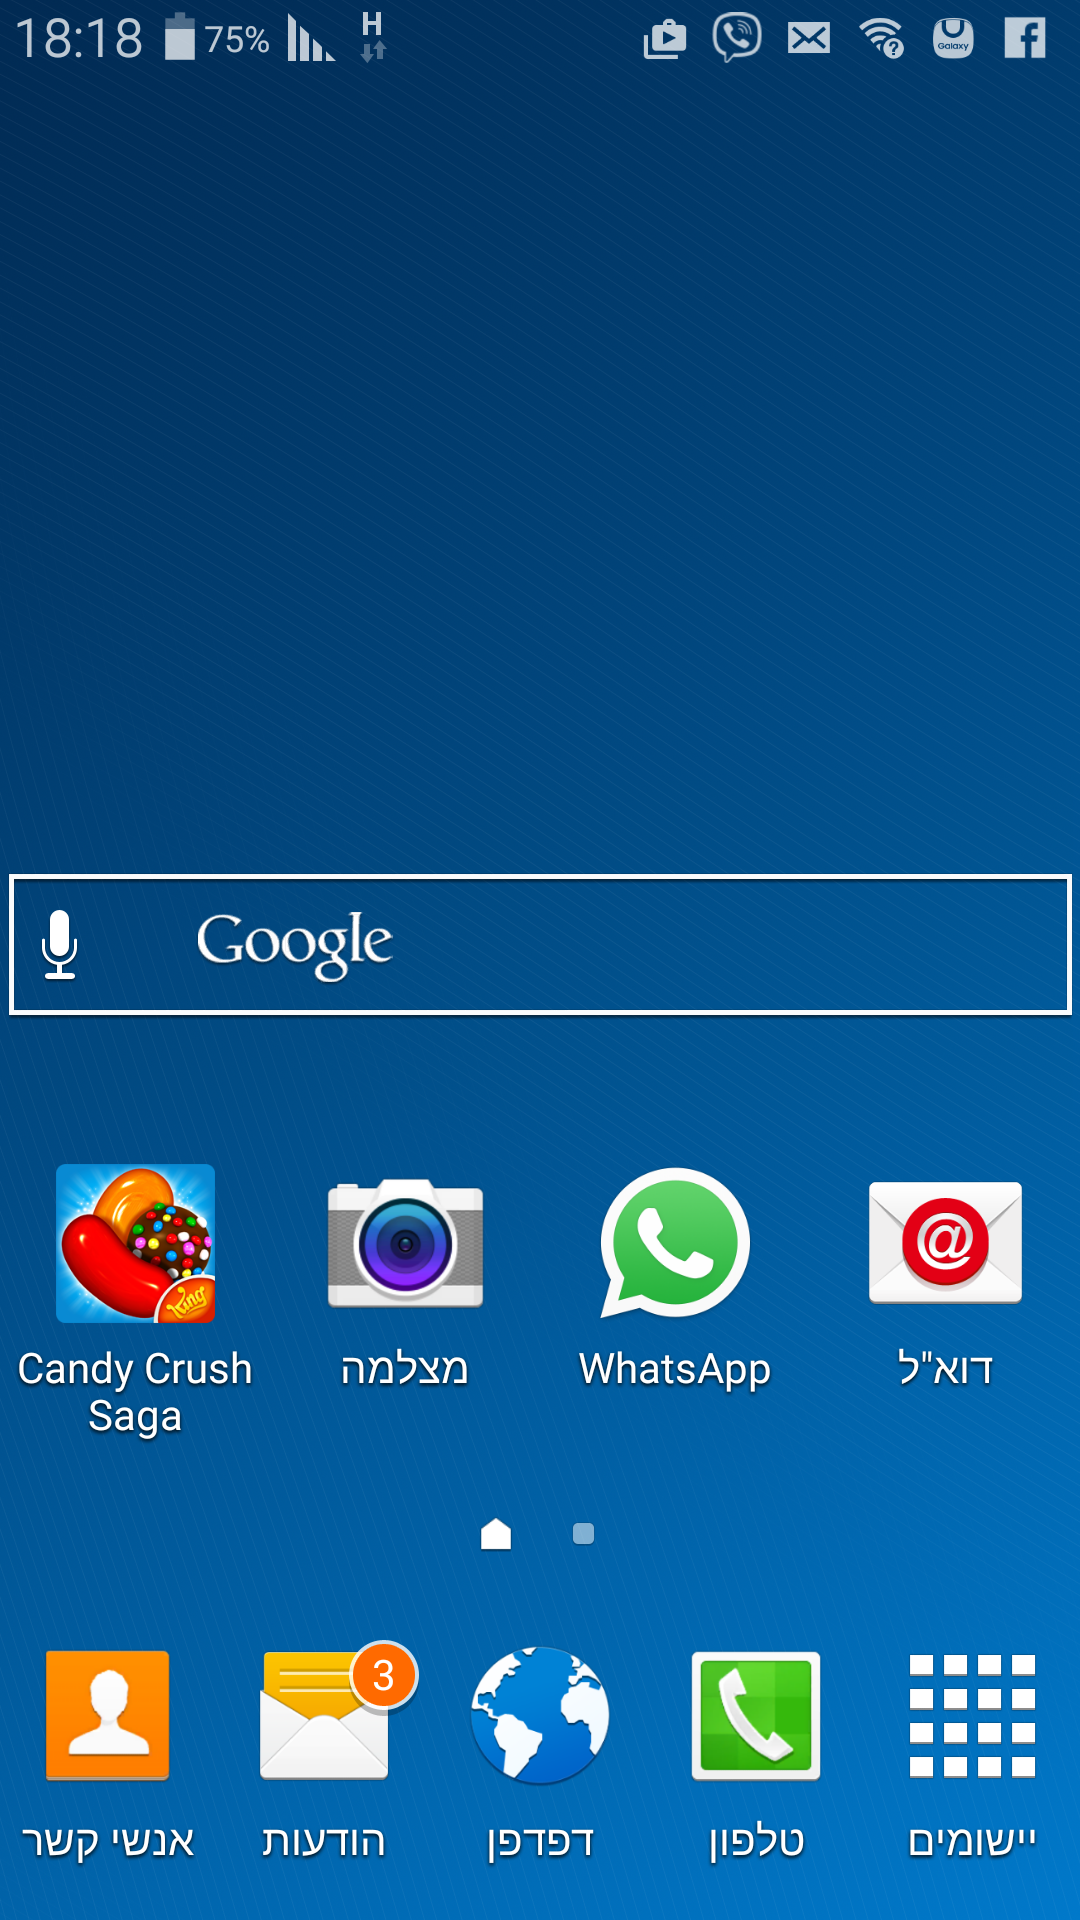 18:18 75% H
Galaxy
Google
King
Candy Crush
Saga
מצלמה
WhatsApp
דוא"ל
3
אנשי קשר
הודעות
דפדפן
טלפון
יישומים